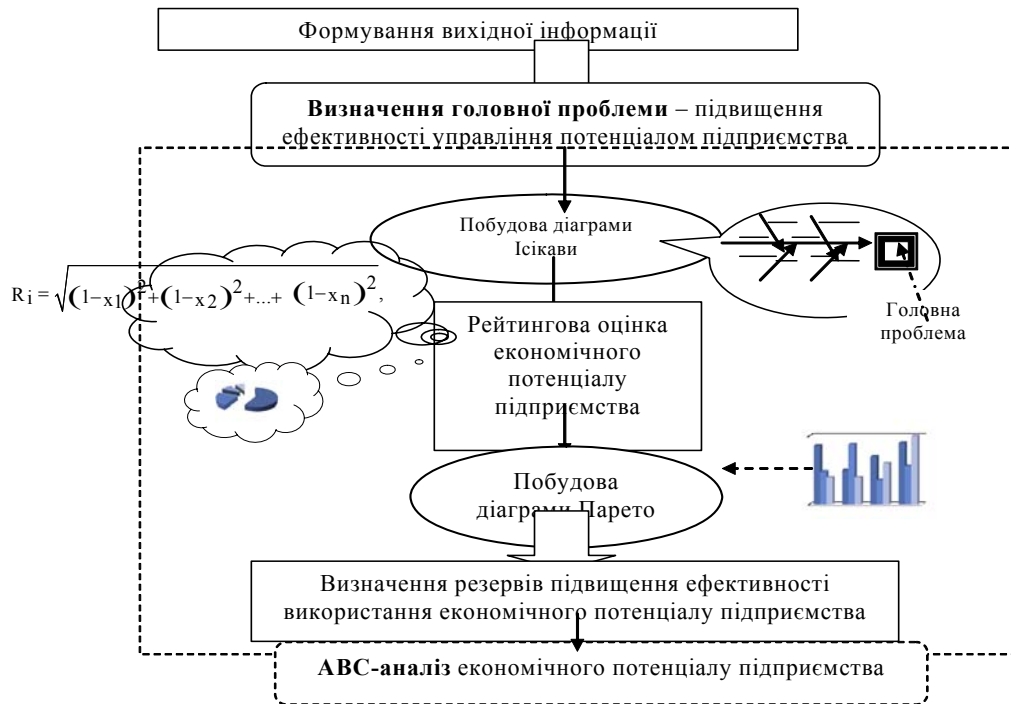 Формування вихідної інформації
Визначення головної проблеми – підвищення
ефективності управління потенціалом підприємства
Побудова діаграми
Ісікави
R i = √(1−x1)2+(1−x2)2+...+ (1−xn)2,
Головна
проблема
Рейтингова оцінка
економічного
потенціалу
підприємства
Побудова
діаграми Парето
Визначення резервів підвищення ефективності
використання економічного потенціалу підприємства
АВС-аналіз економічного потенціалу підприємства